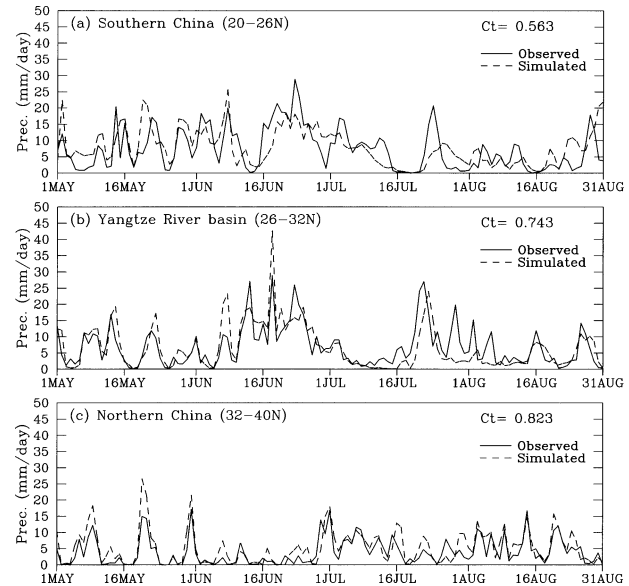 (a) Southern China (20−26N)
Ct= 0.563
Observed
Simulated
Prec. (mm/day)
50
45
40
35
30
25
20
15
10
5
0
1MAY 16MAY 1JUN 16JUN 1JUL 16JUL 1AUG 16AUG 31AUG
(b) Yangtze River basin (26−32N)
Ct= 0.743
Observed
Simulated
Prec. (mm/day)
50
45
40
35
30
25
20
15
10
5
0
1MAY 16MAY 1JUN 16JUN 1JUL 16JUL 1AUG 16AUG 31AUG
(c) Northern China (32−40N)
Ct= 0.823
Observed
Simulated
Prec. (mm/day)
50
45
40
35
30
25
20
15
10
5
0
1MAY 16MAY 1JUN 16JUN 1JUL 16JUL 1AUG 16AUG 31AUG